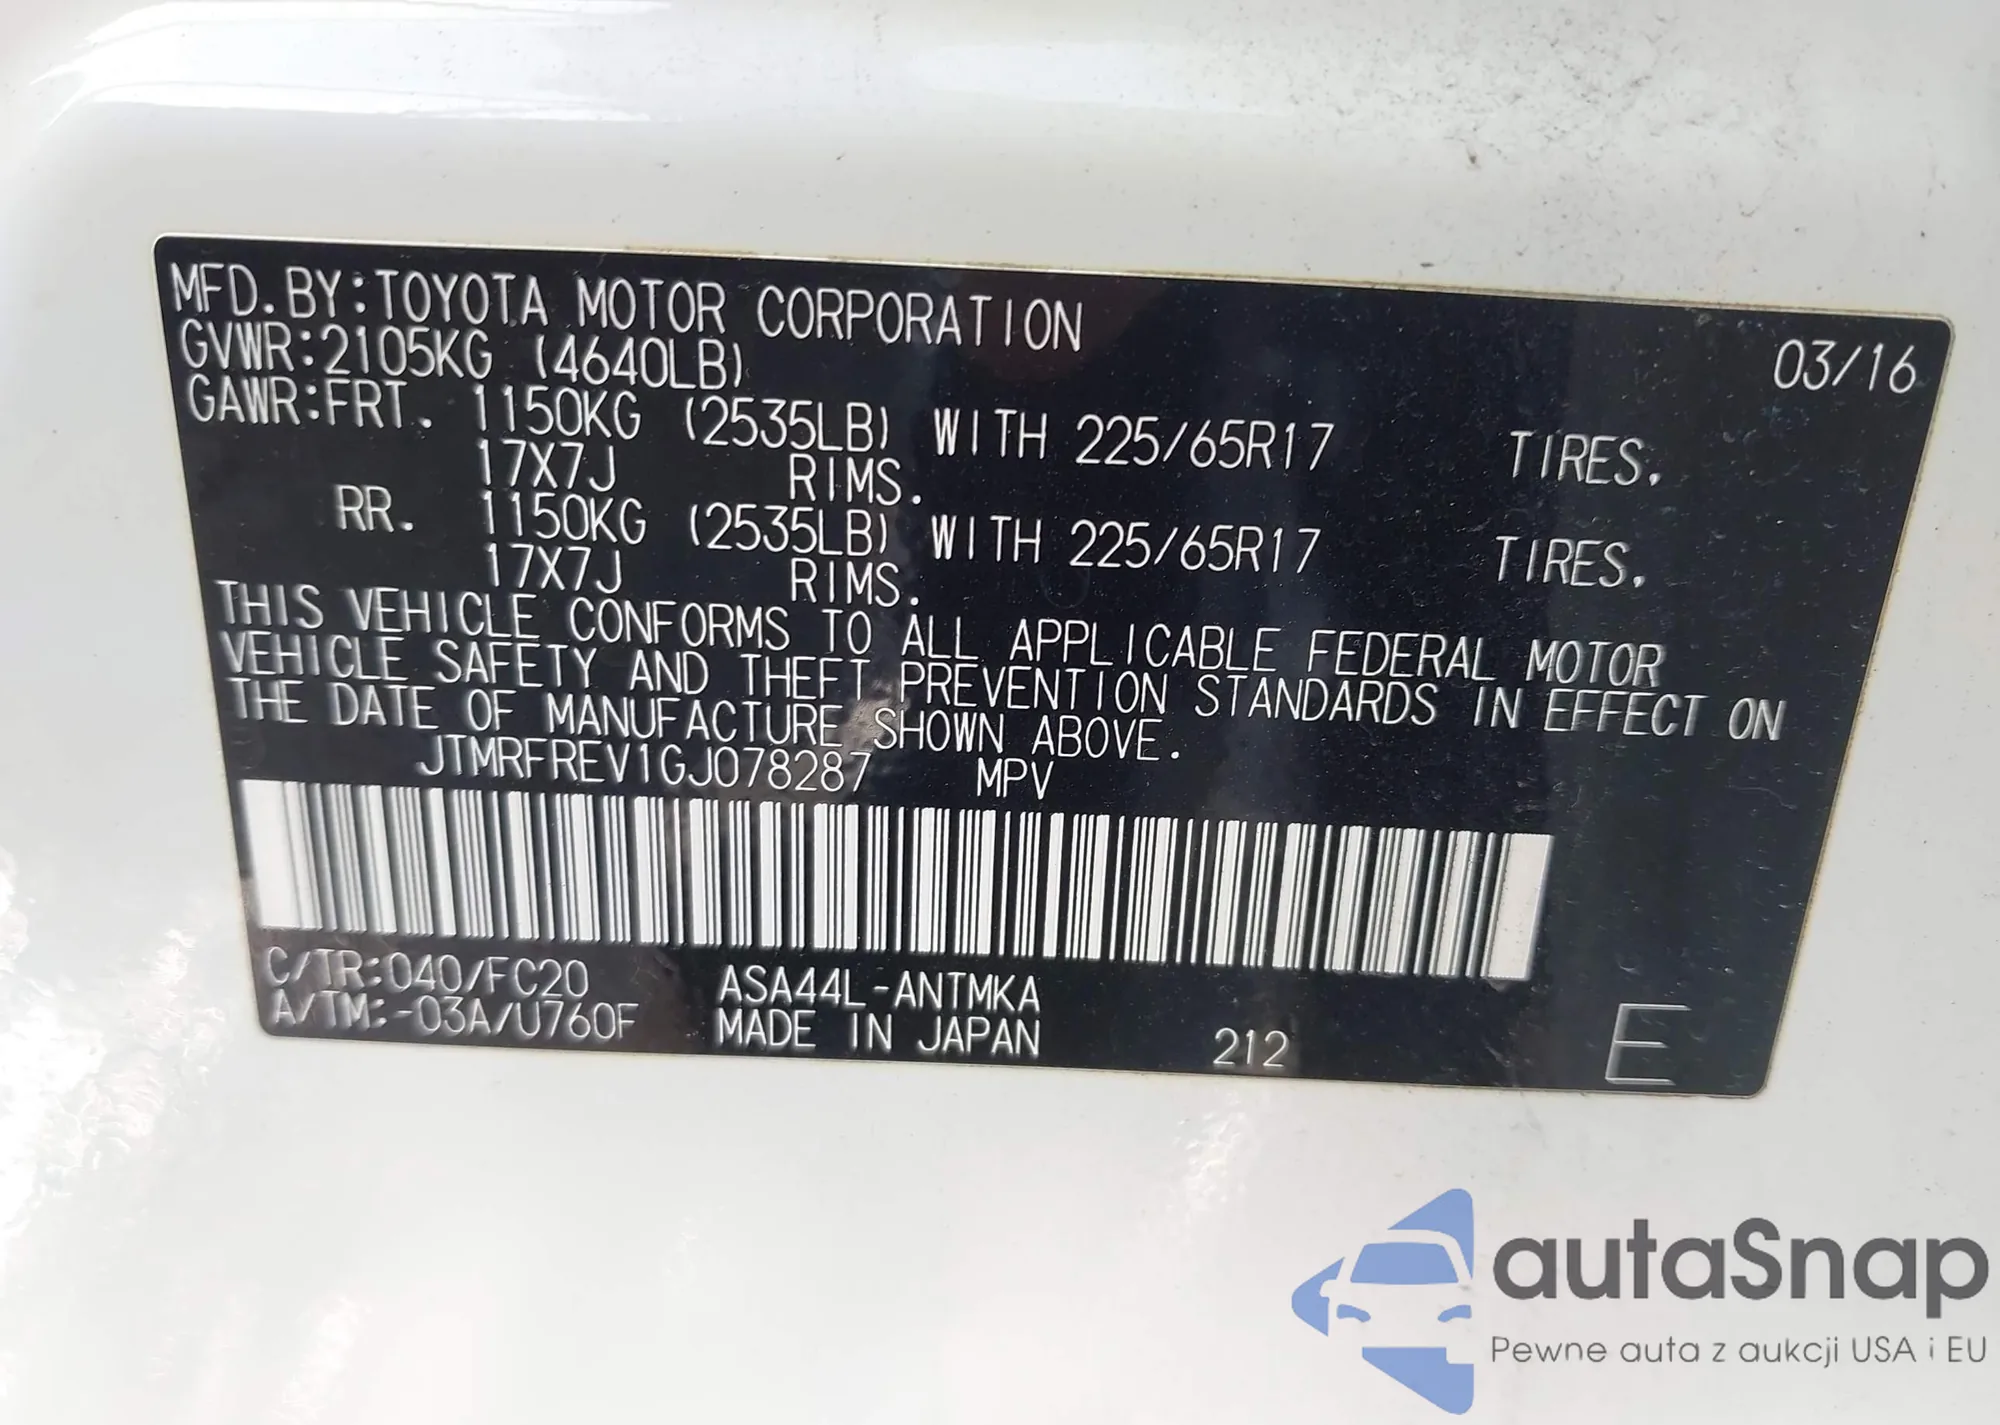 MFD.BY:TOYOTA MOTOR CORPORATION 03/16
GVWR:2105KG (4640LB)
GAWR:FRT. 1150KG (2535LB) WITH 225/65R17 TIRES,
17X7J RIMS.
RR. 1150KG (2535LB) WITH 225/65R17 TIRES,
17X7J RIMS.
THIS VEHICLE CONFORMS TO ALL APPLICABLE FEDERAL MOTOR
VEHICLE SAFETY AND THEFT PREVENTION STANDARDS IN EFFECT ON
THE DATE OF MANUFACTURE SHOWN ABOVE.
JTMRFREV1GJ078287 MPV
C/TR:040/FC20 ASA44L-ANTMKA
A/TM:-03A/U760F MADE IN JAPAN 212 E
autaSnap
Pewne auta z aukcji USA i EU